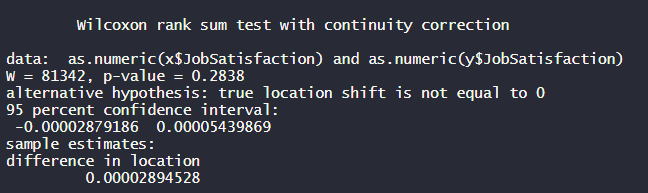 Wilcoxon rank sum test with continuity correction
data:  as.numeric(x$JobSatisfaction) and as.numeric(y$JobSatisfaction)
W = 81342, p-value = 0.2838
alternative hypothesis: true location shift is not equal to 0
95 percent confidence interval:
-0.00002879186  0.00005439869
sample estimates:
difference in location
0.00002894528